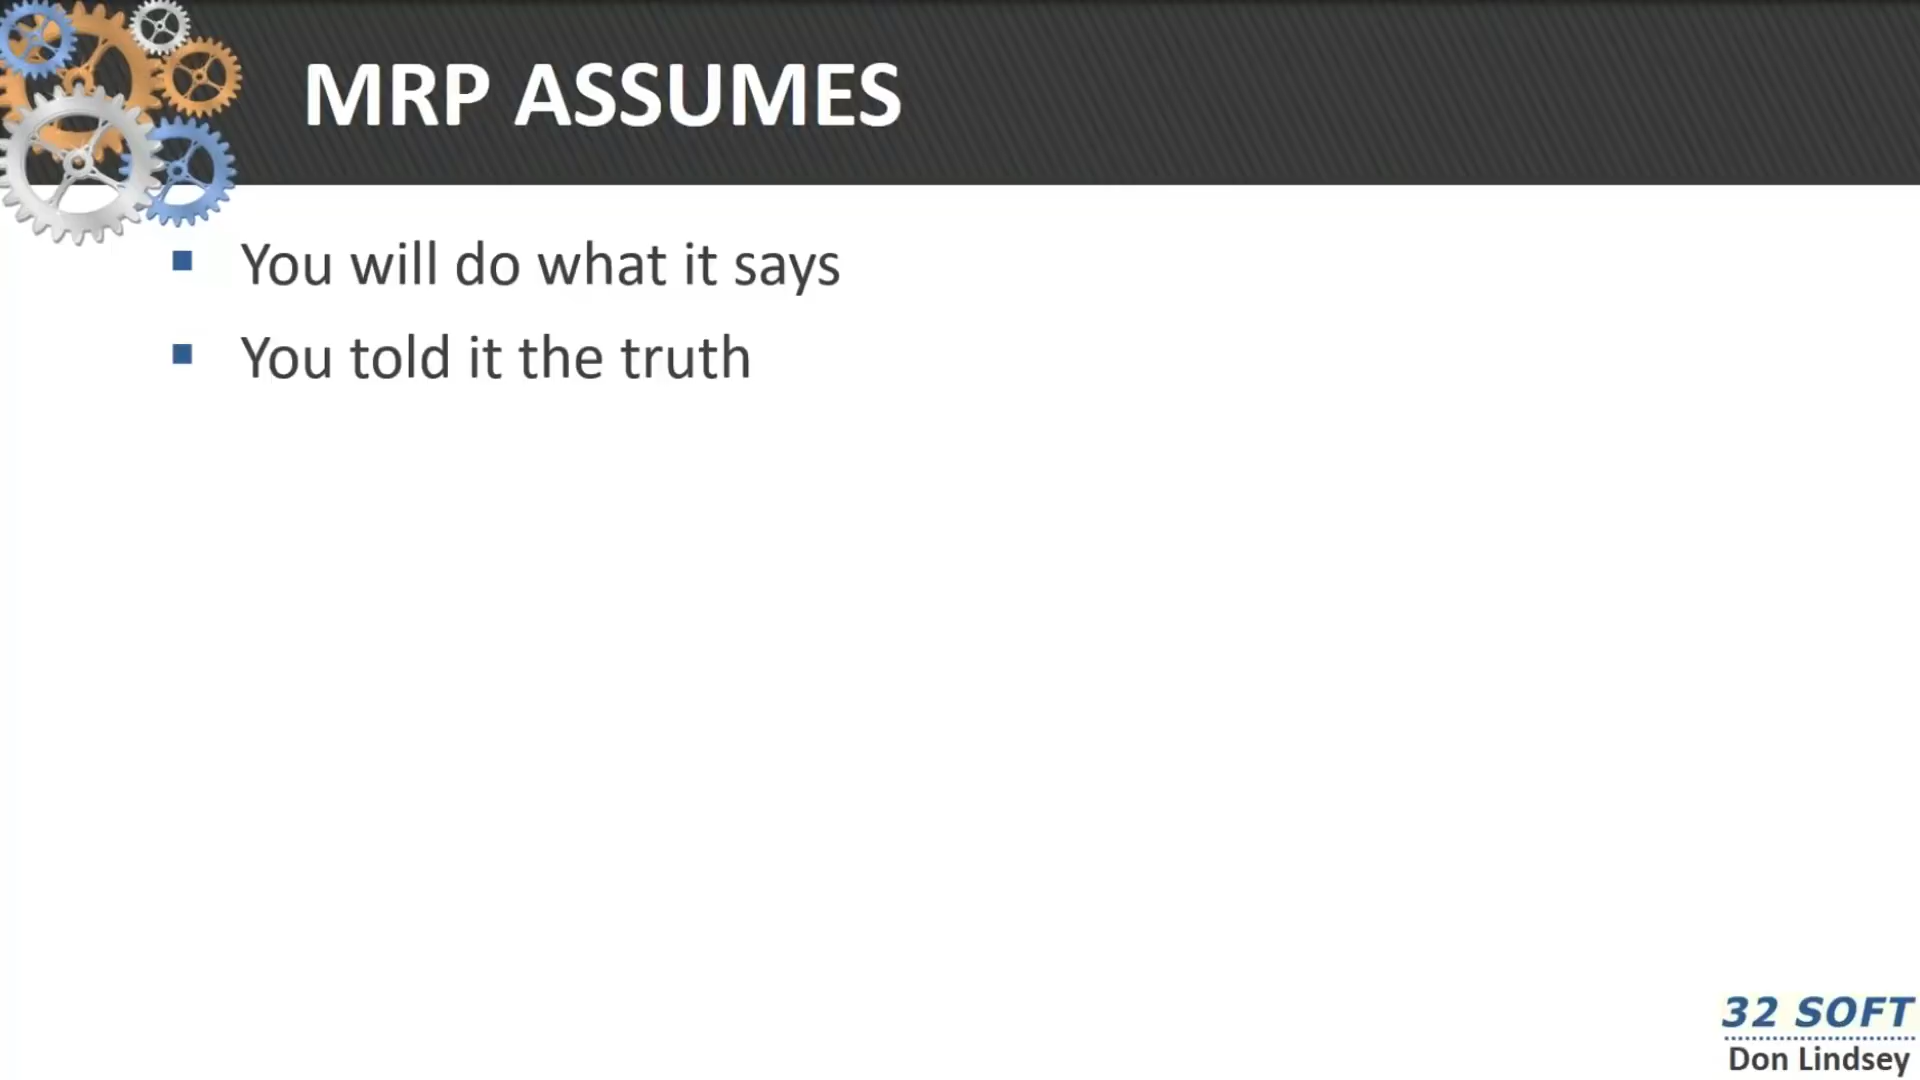 MRP ASSUMES
You will do what it says
You told it the truth
32 SOFT
Don Lindsey